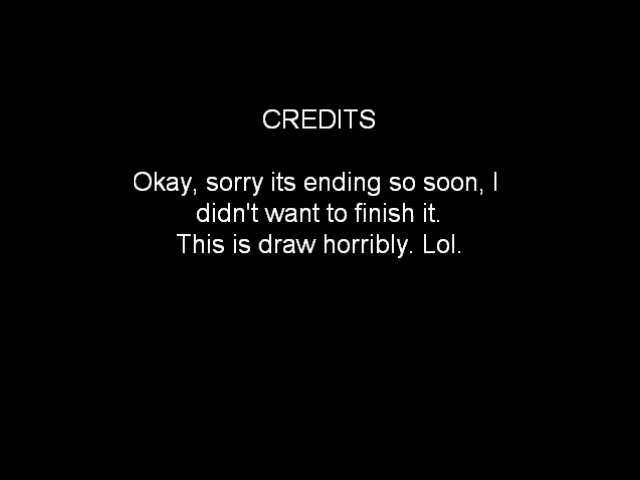 CREDITS
Okay, sorry its ending so soon, I
didn't want to finish it.
This is draw horribly. Lol.